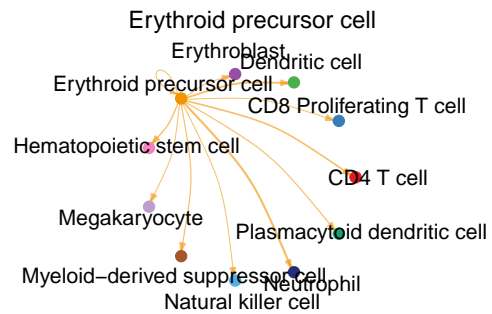 Erythroid precursor cell
Erythroblast
Dendritic cell
Erythroid precursor cell
CD8 Proliferating T cell
Hematopoietic stem cell
CD4 T cell
Megakaryocyte
Plasmacytoid dendritic cell
Myeloid−derived suppressor cell
Neutrophil
Natural killer cell